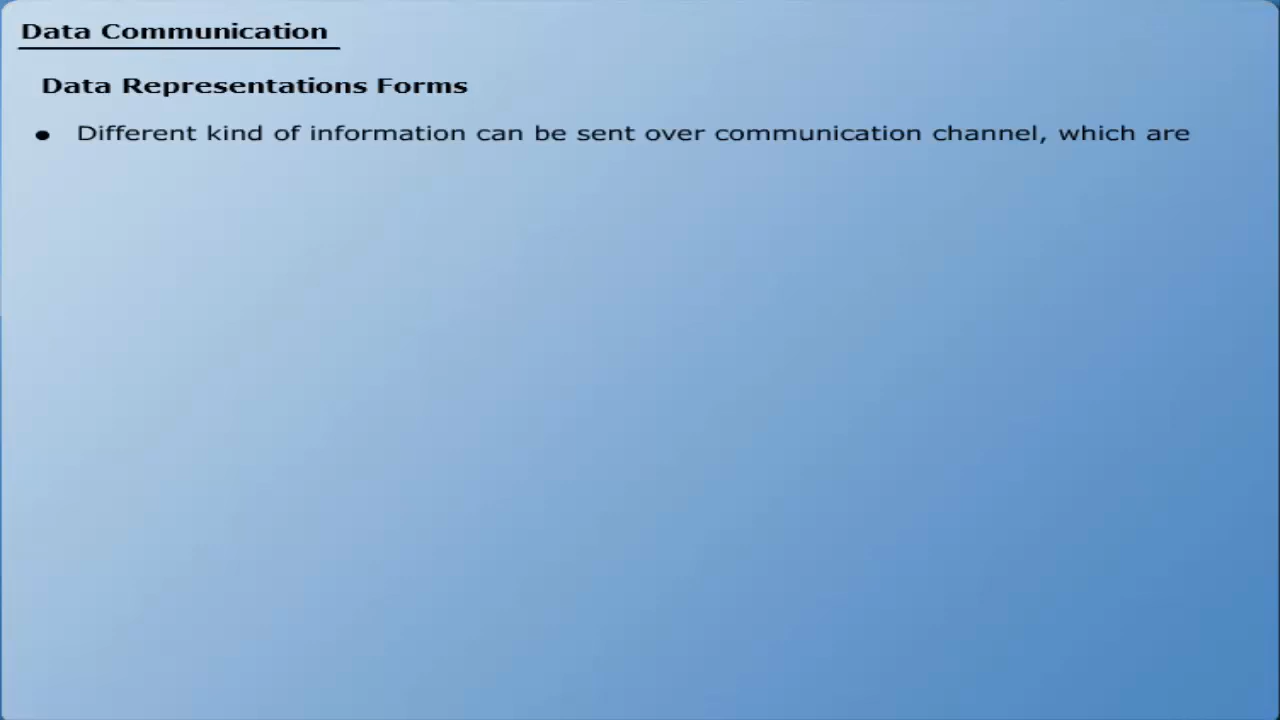 Data Communication
Data Representations Forms
● Different kind of information can be sent over communication channel, which are